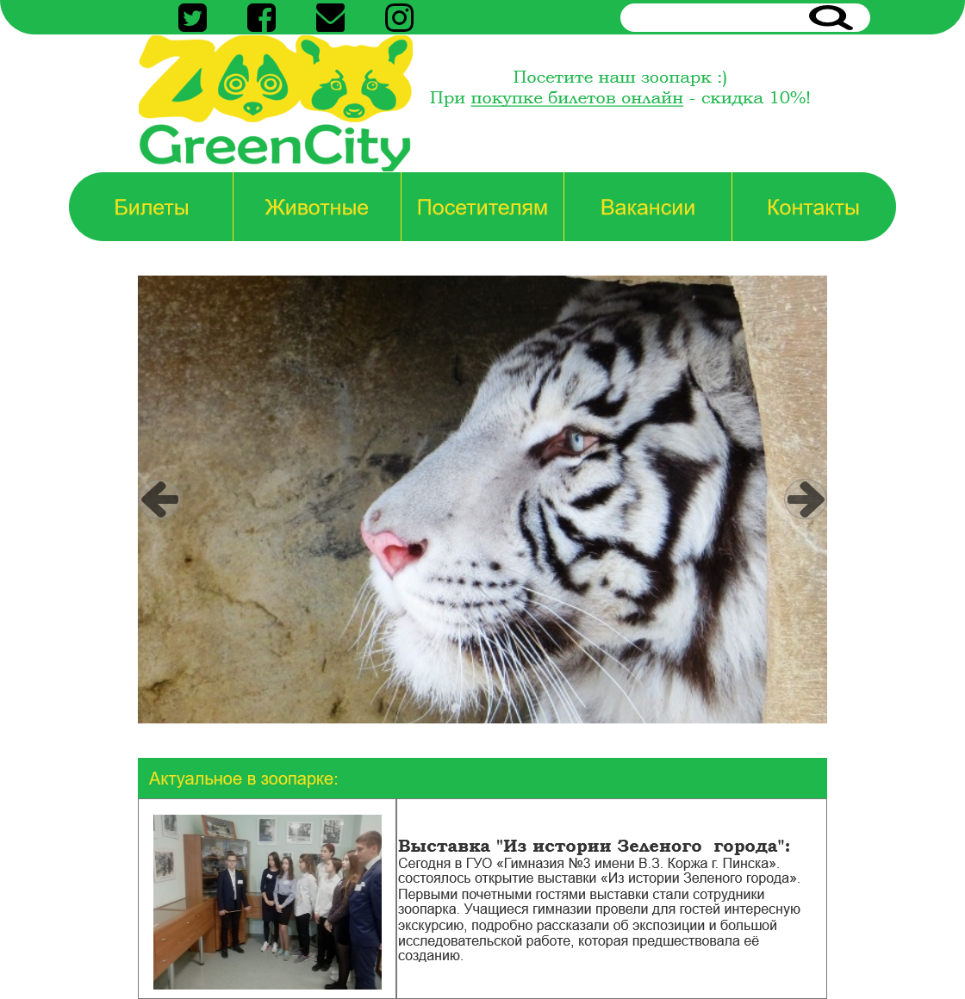 Посетите наш зоопарк :)
При покупке билетов онлайн - скидка 10%!
ZOO
GreenCity
Билеты
Животные
Посетителям
Вакансии
Контакты
Актуальное в зоопарке:
Выставка "Из истории Зеленого  города":
Сегодня в ГУО «Гимназия №3 имени В.З. Коржа г. Пинска».
состоялось открытие выставки «Из истории Зеленого города».
Первыми почетными гостями выставки стали сотрудники
зоопарка. Учащиеся гимназии провели для гостей интересную
экскурсию, подробно рассказали об экспозиции и большой
исследовательской работе, которая предшествовала её
созданию.